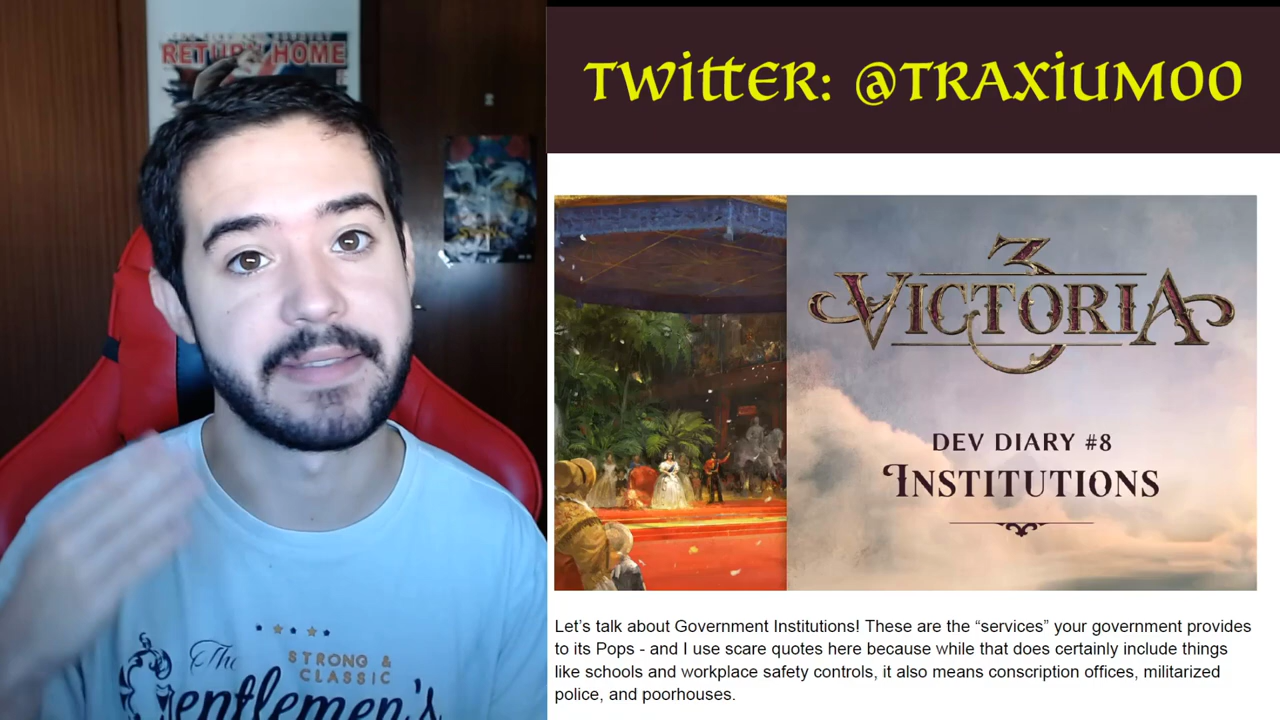 RETURN HOME
The
STRONG &
CLASSIC
Gentlemen's
TWITTER: @TRAXIUM00
VICTORIA
3
DEV DIARY #8
INSTITUTIONS
Let’s talk about Government Institutions! These are the “services” your government provides
to its Pops - and I use scare quotes here because while that does certainly include things
like schools and workplace safety controls, it also means conscription offices, militarized
police, and poorhouses.